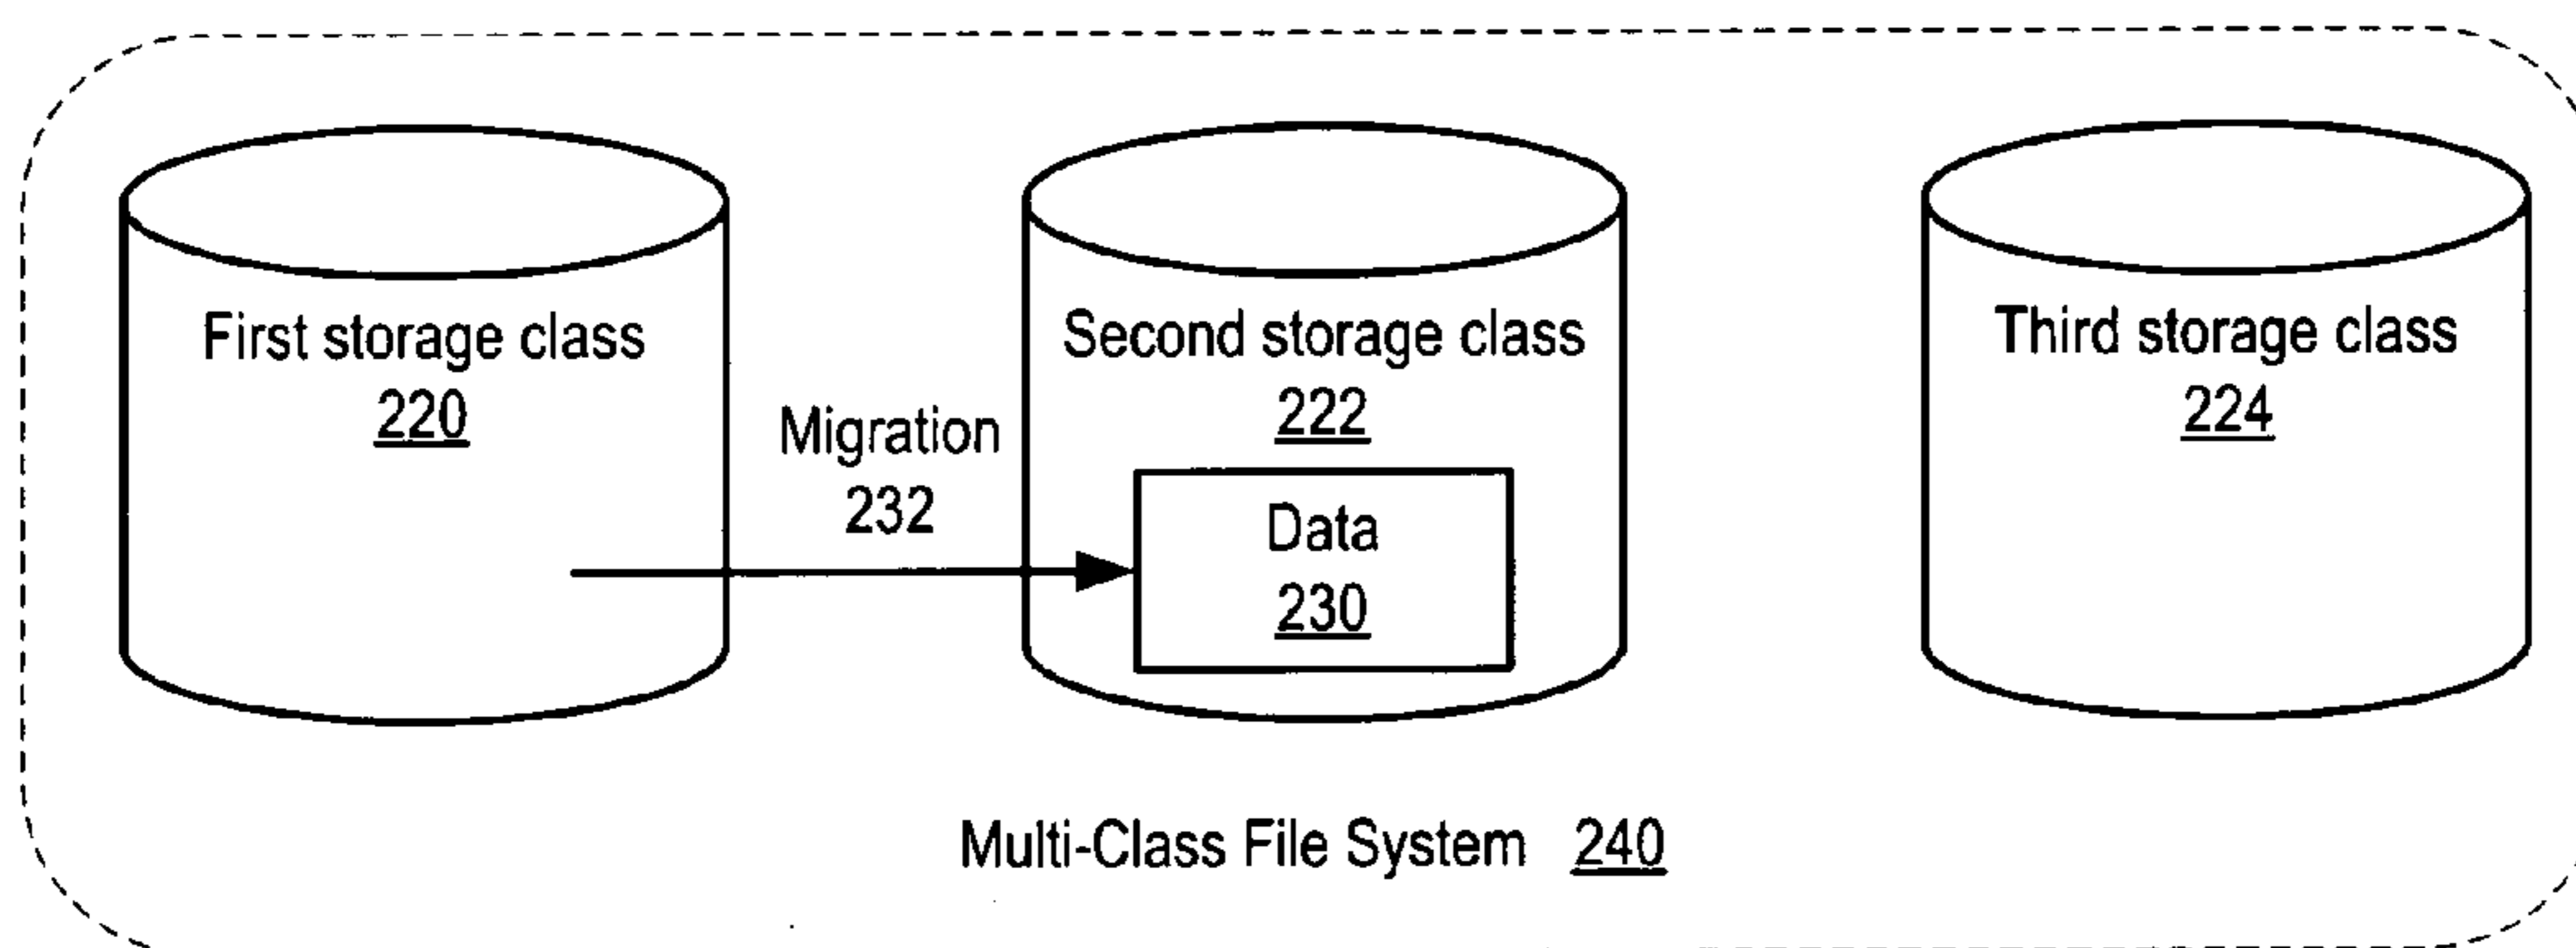 First storage class
220
Migration
232
Second storage class
222
Data
230
Third storage class
224
Multi-Class File System 240